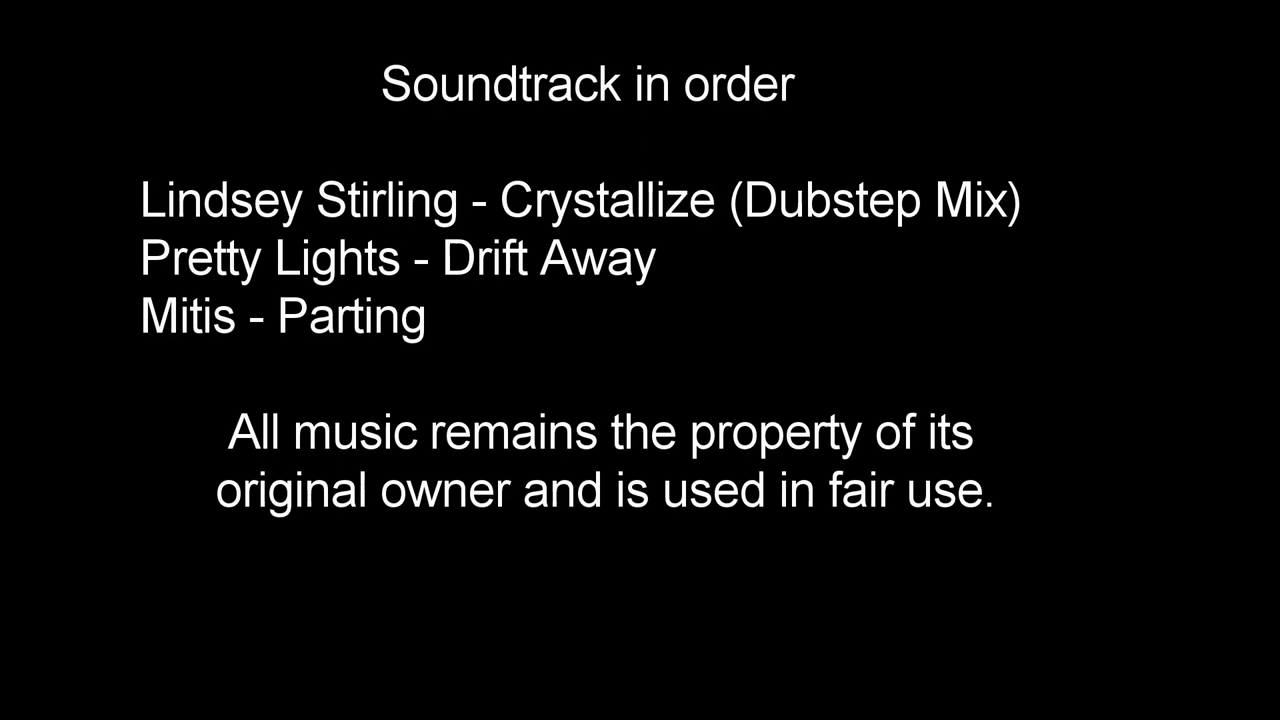 Soundtrack in order
Lindsey Stirling - Crystallize (Dubstep Mix)
Pretty Lights - Drift Away
Mitis - Parting
All music remains the property of its
original owner and is used in fair use.